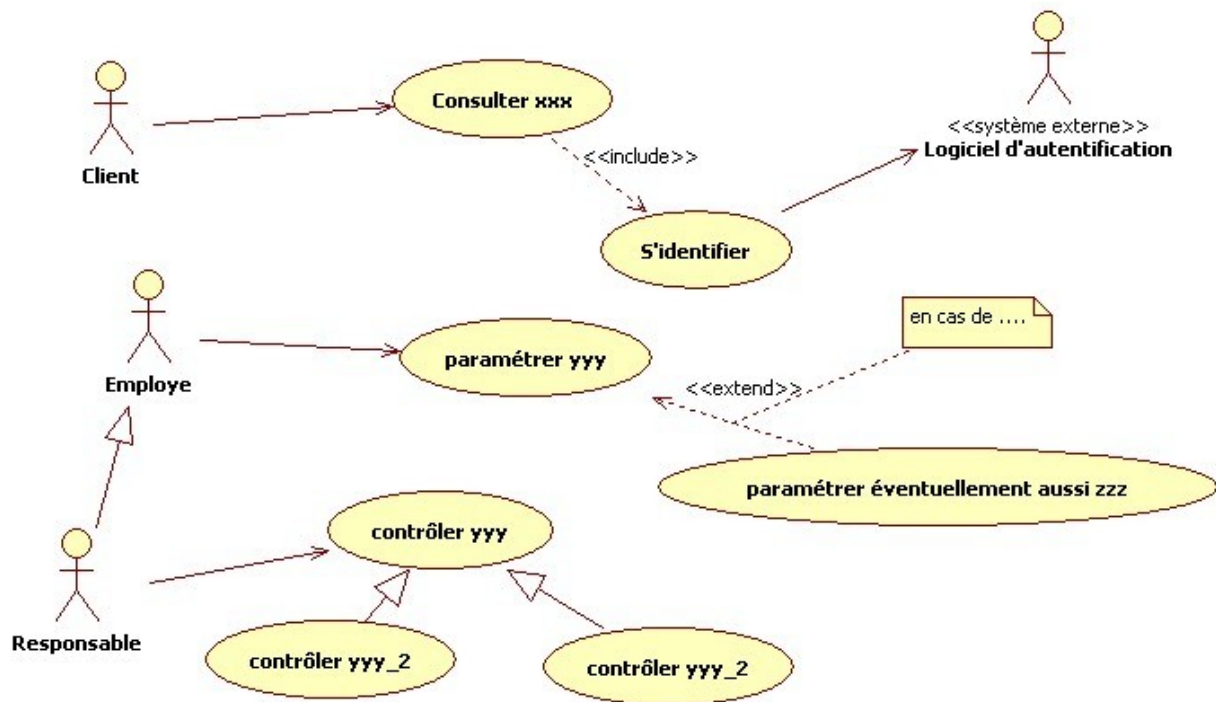 Consulter xxx
<<système externe>>
Logiciel d'autentification
Client
<<include>>
S'identifier
en cas de ....
paramétrer yyy
Employe
<<extend>>
paramétrer éventuellement aussi zzz
contrôler yyy
Responsable
contrôler yyy_2
contrôler yyy_2